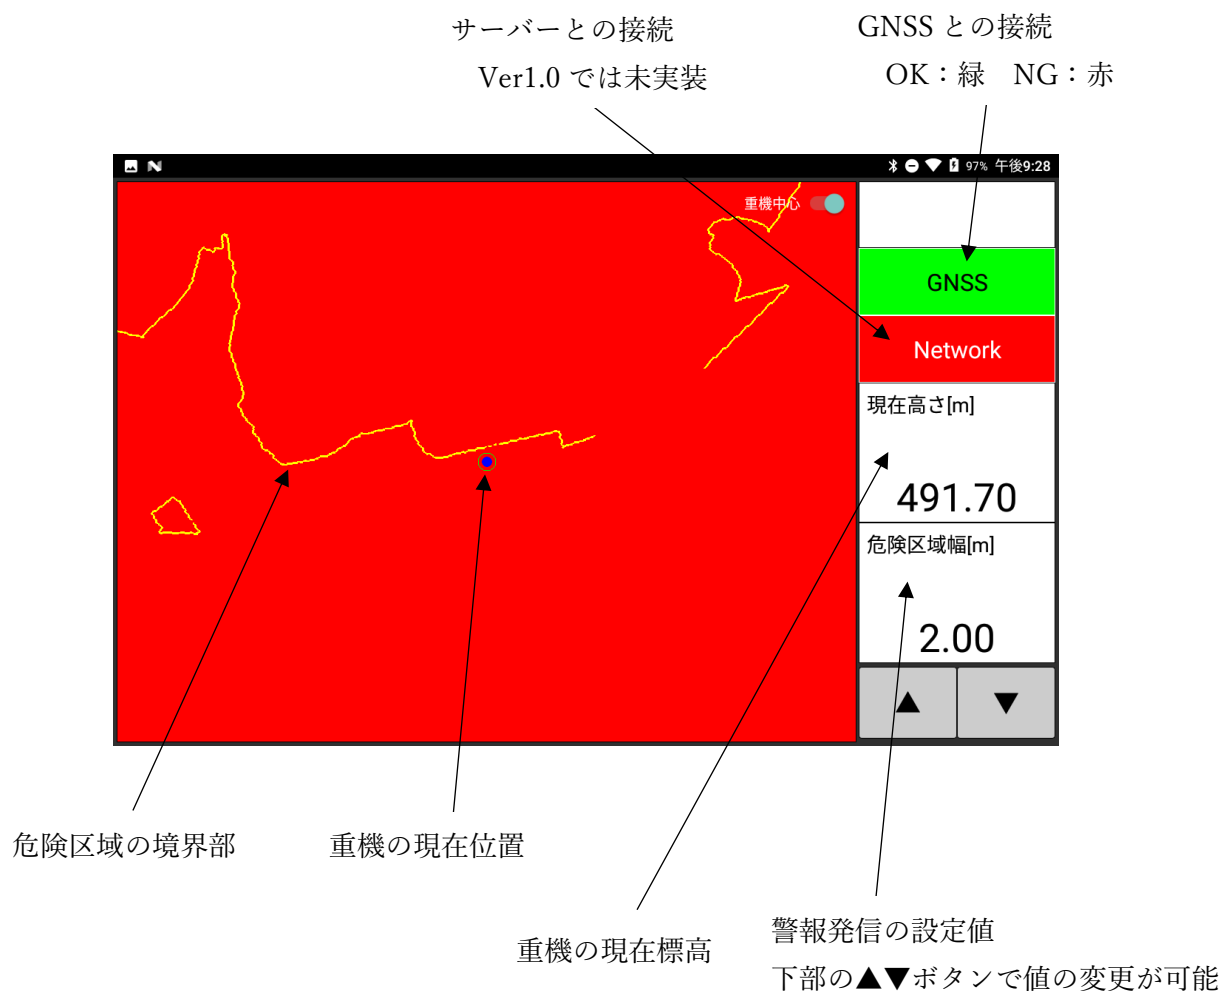 サーバーとの接続
Ver1.0 では未実装
GNSS との接続
OK：緑　NG：赤
97% 午後9:28
重機中心
GNSS
Network
現在高さ[m]
491.70
危険区域幅[m]
2.00
▲ ▼
危険区域の境界部
重機の現在位置
重機の現在標高
警報発信の設定値
下部の▲▼ボタンで値の変更が可能